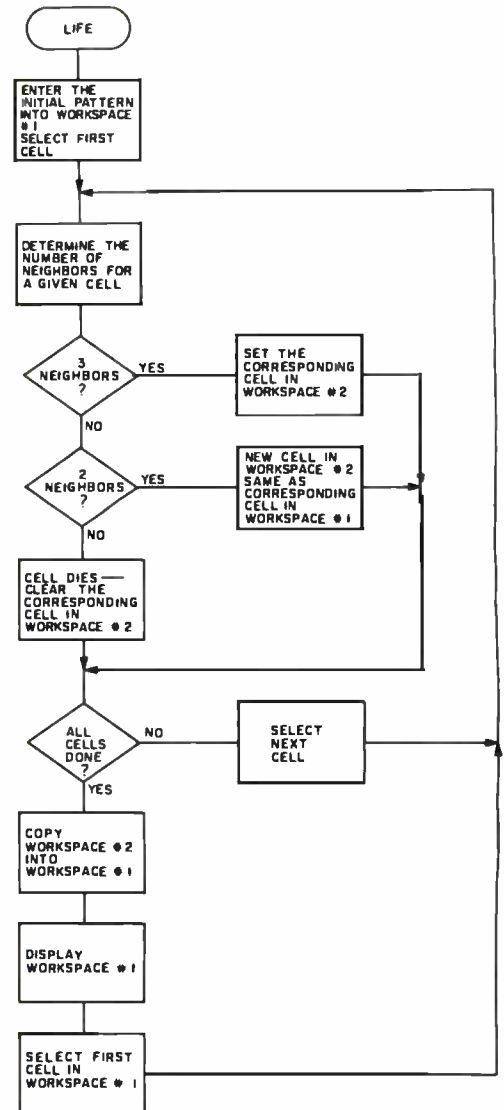 LIFE
ENTER THE
INITIAL PATTERN
INTO WORKSPACE
#1
SELECT FIRST
CELL
DETERMINE THE
NUMBER OF
NEIGHBORS FOR
A GIVEN CELL
3
NEIGHBORS
?
YES
SET THE
CORRESPONDING
CELL IN
WORKSPACE #2
NO
2
NEIGHBORS
?
YES
NEW CELL IN
WORKSPACE #2
SAME AS
CORRESPONDING
CELL IN
WORKSPACE #1
NO
CELL DIES—
CLEAR THE
CORRESPONDING
CELL IN
WORKSPACE #2
ALL
CELLS
DONE
?
NO
SELECT
NEXT
CELL
YES
COPY
WORKSPACE #2
INTO
WORKSPACE #1
DISPLAY
WORKSPACE #1
SELECT FIRST
CELL IN
WORKSPACE #1